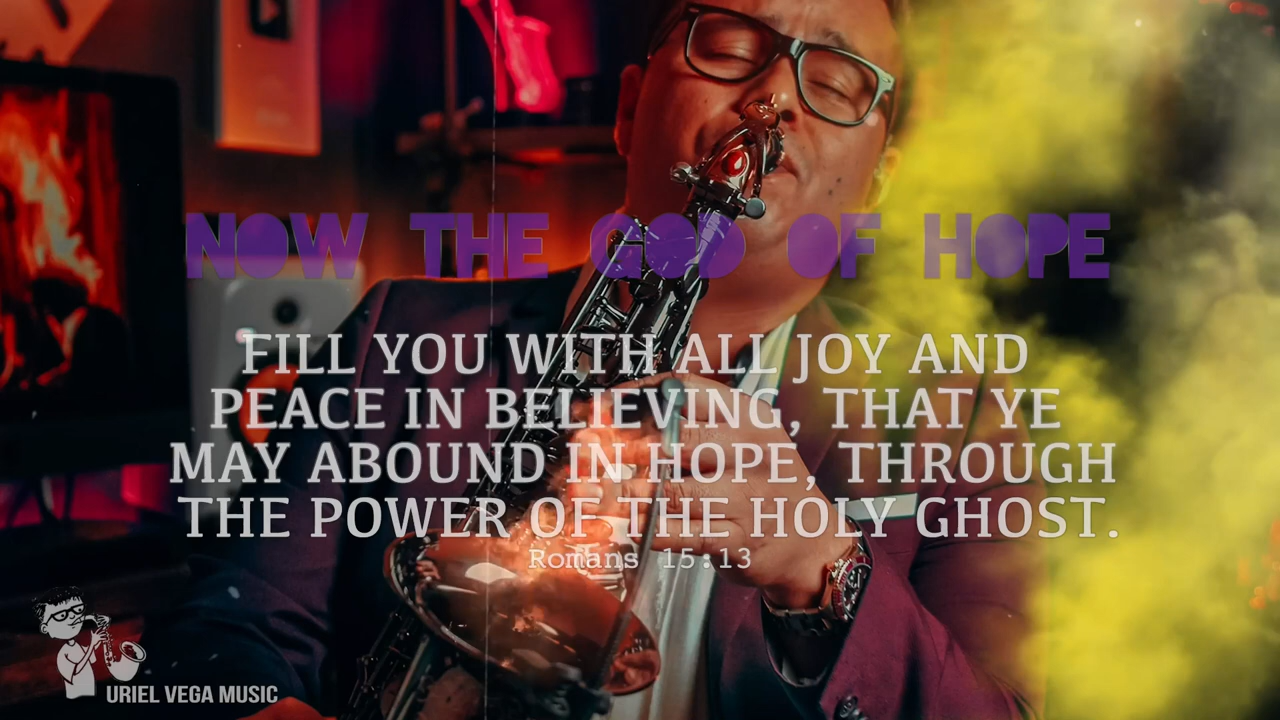 NOW THE GOD OF HOPE
FILL YOU WITH ALL JOY AND
PEACE IN BELIEVING, THAT YE
MAY ABOUND IN HOPE, THROUGH
THE POWER OF THE HOLY GHOST.
Romans 15:13
URIEL VEGA MUSIC